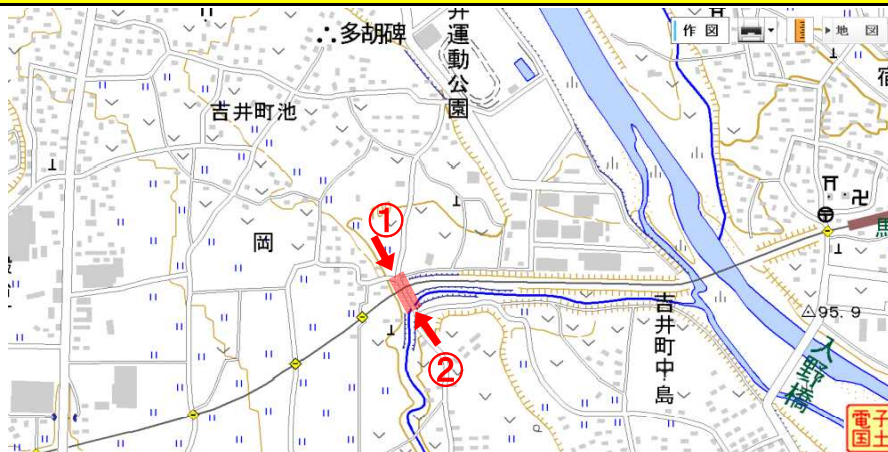 ∴多胡碑
井運動公園
作図
地図
宿
吉井町池
岡
①
②
馬
95.9
吉井町中島
入野橋
電子
国土